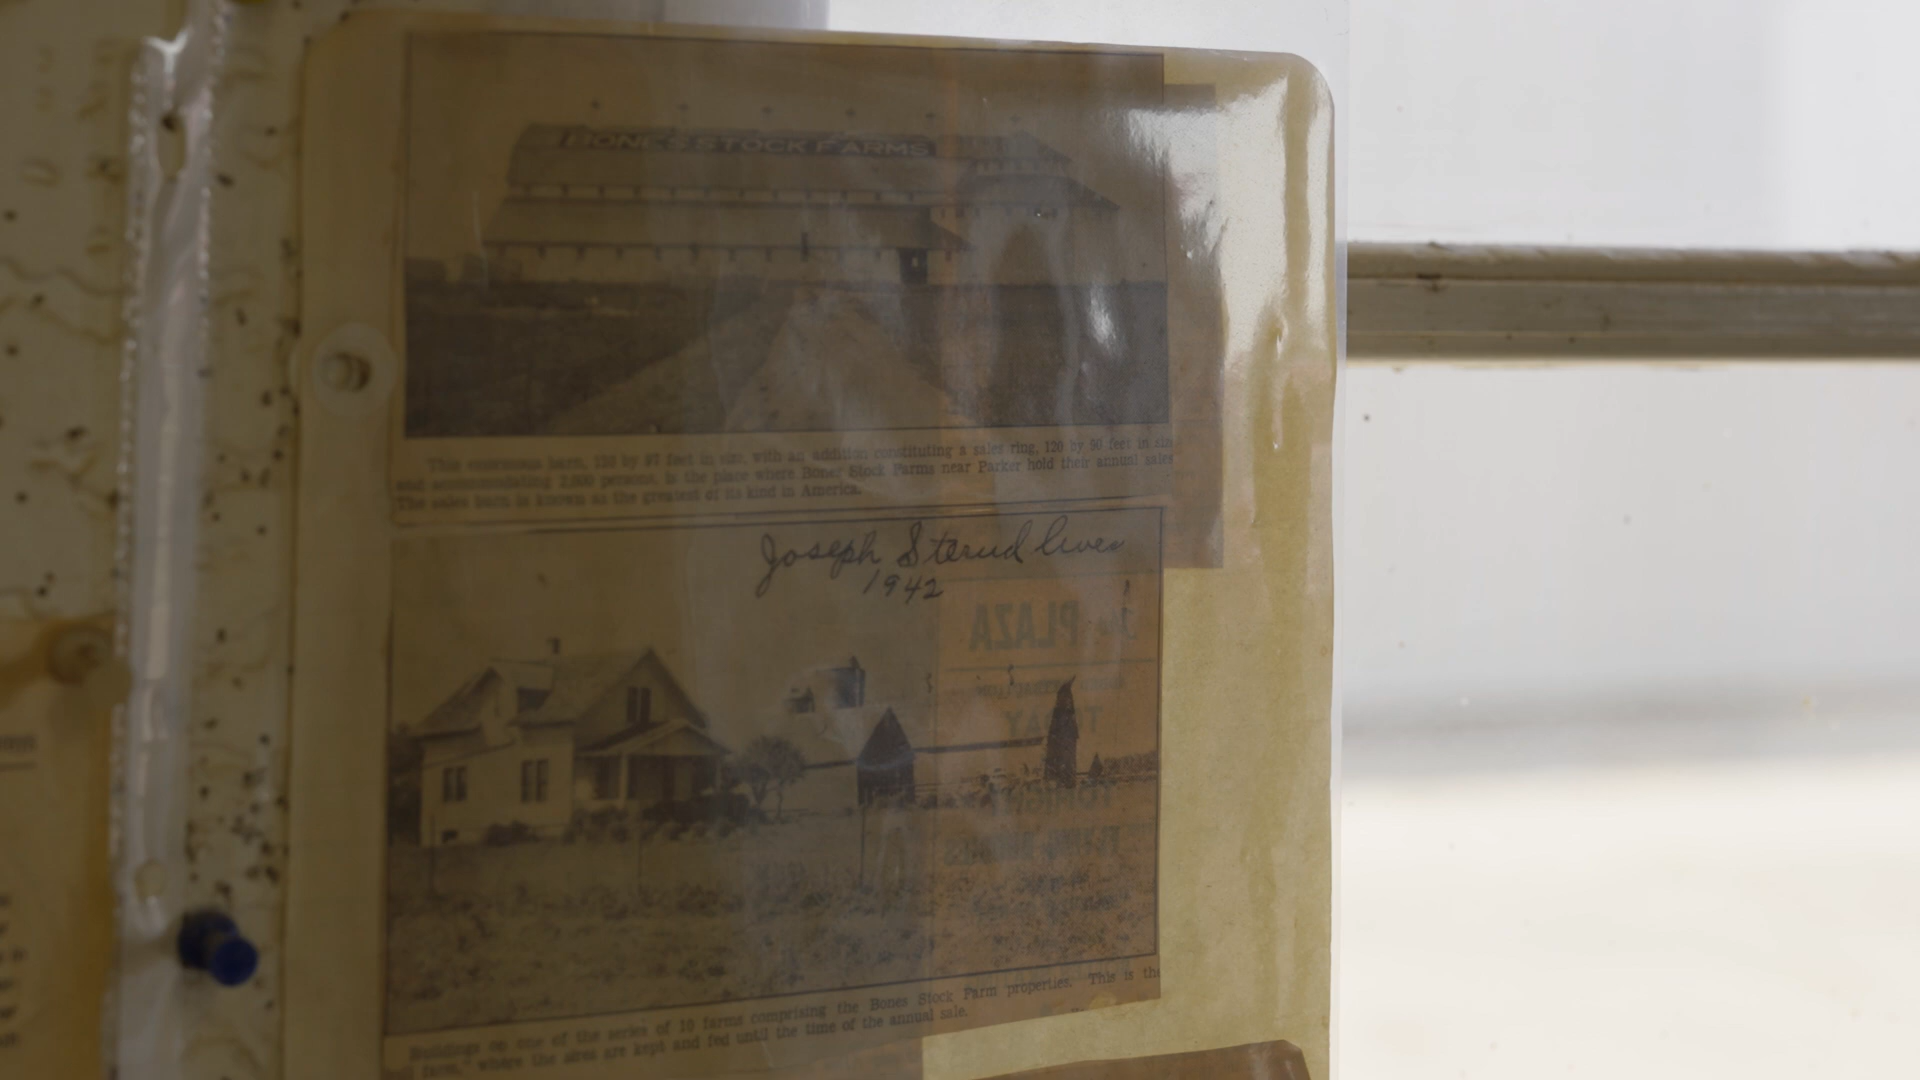 BONES STOCK FARMS
This enormous barn, 120 by 97 feet in size, with an addition constituting a sales ring, 120 by 90 feet in
and accommodating 2,800 persons, is the place where Bones Stock Farms near Parker hold their annual sales
The sales barn is known as the greatest of its kind in America.
Joseph Sterud lives
1942
PLAZA
TODAY
TONIGHT
Buildings on one of the series of 10 farms comprising the Bones Stock Farm properties. This is the
farm," where the sires are kept and fed until the time of the annual sale.